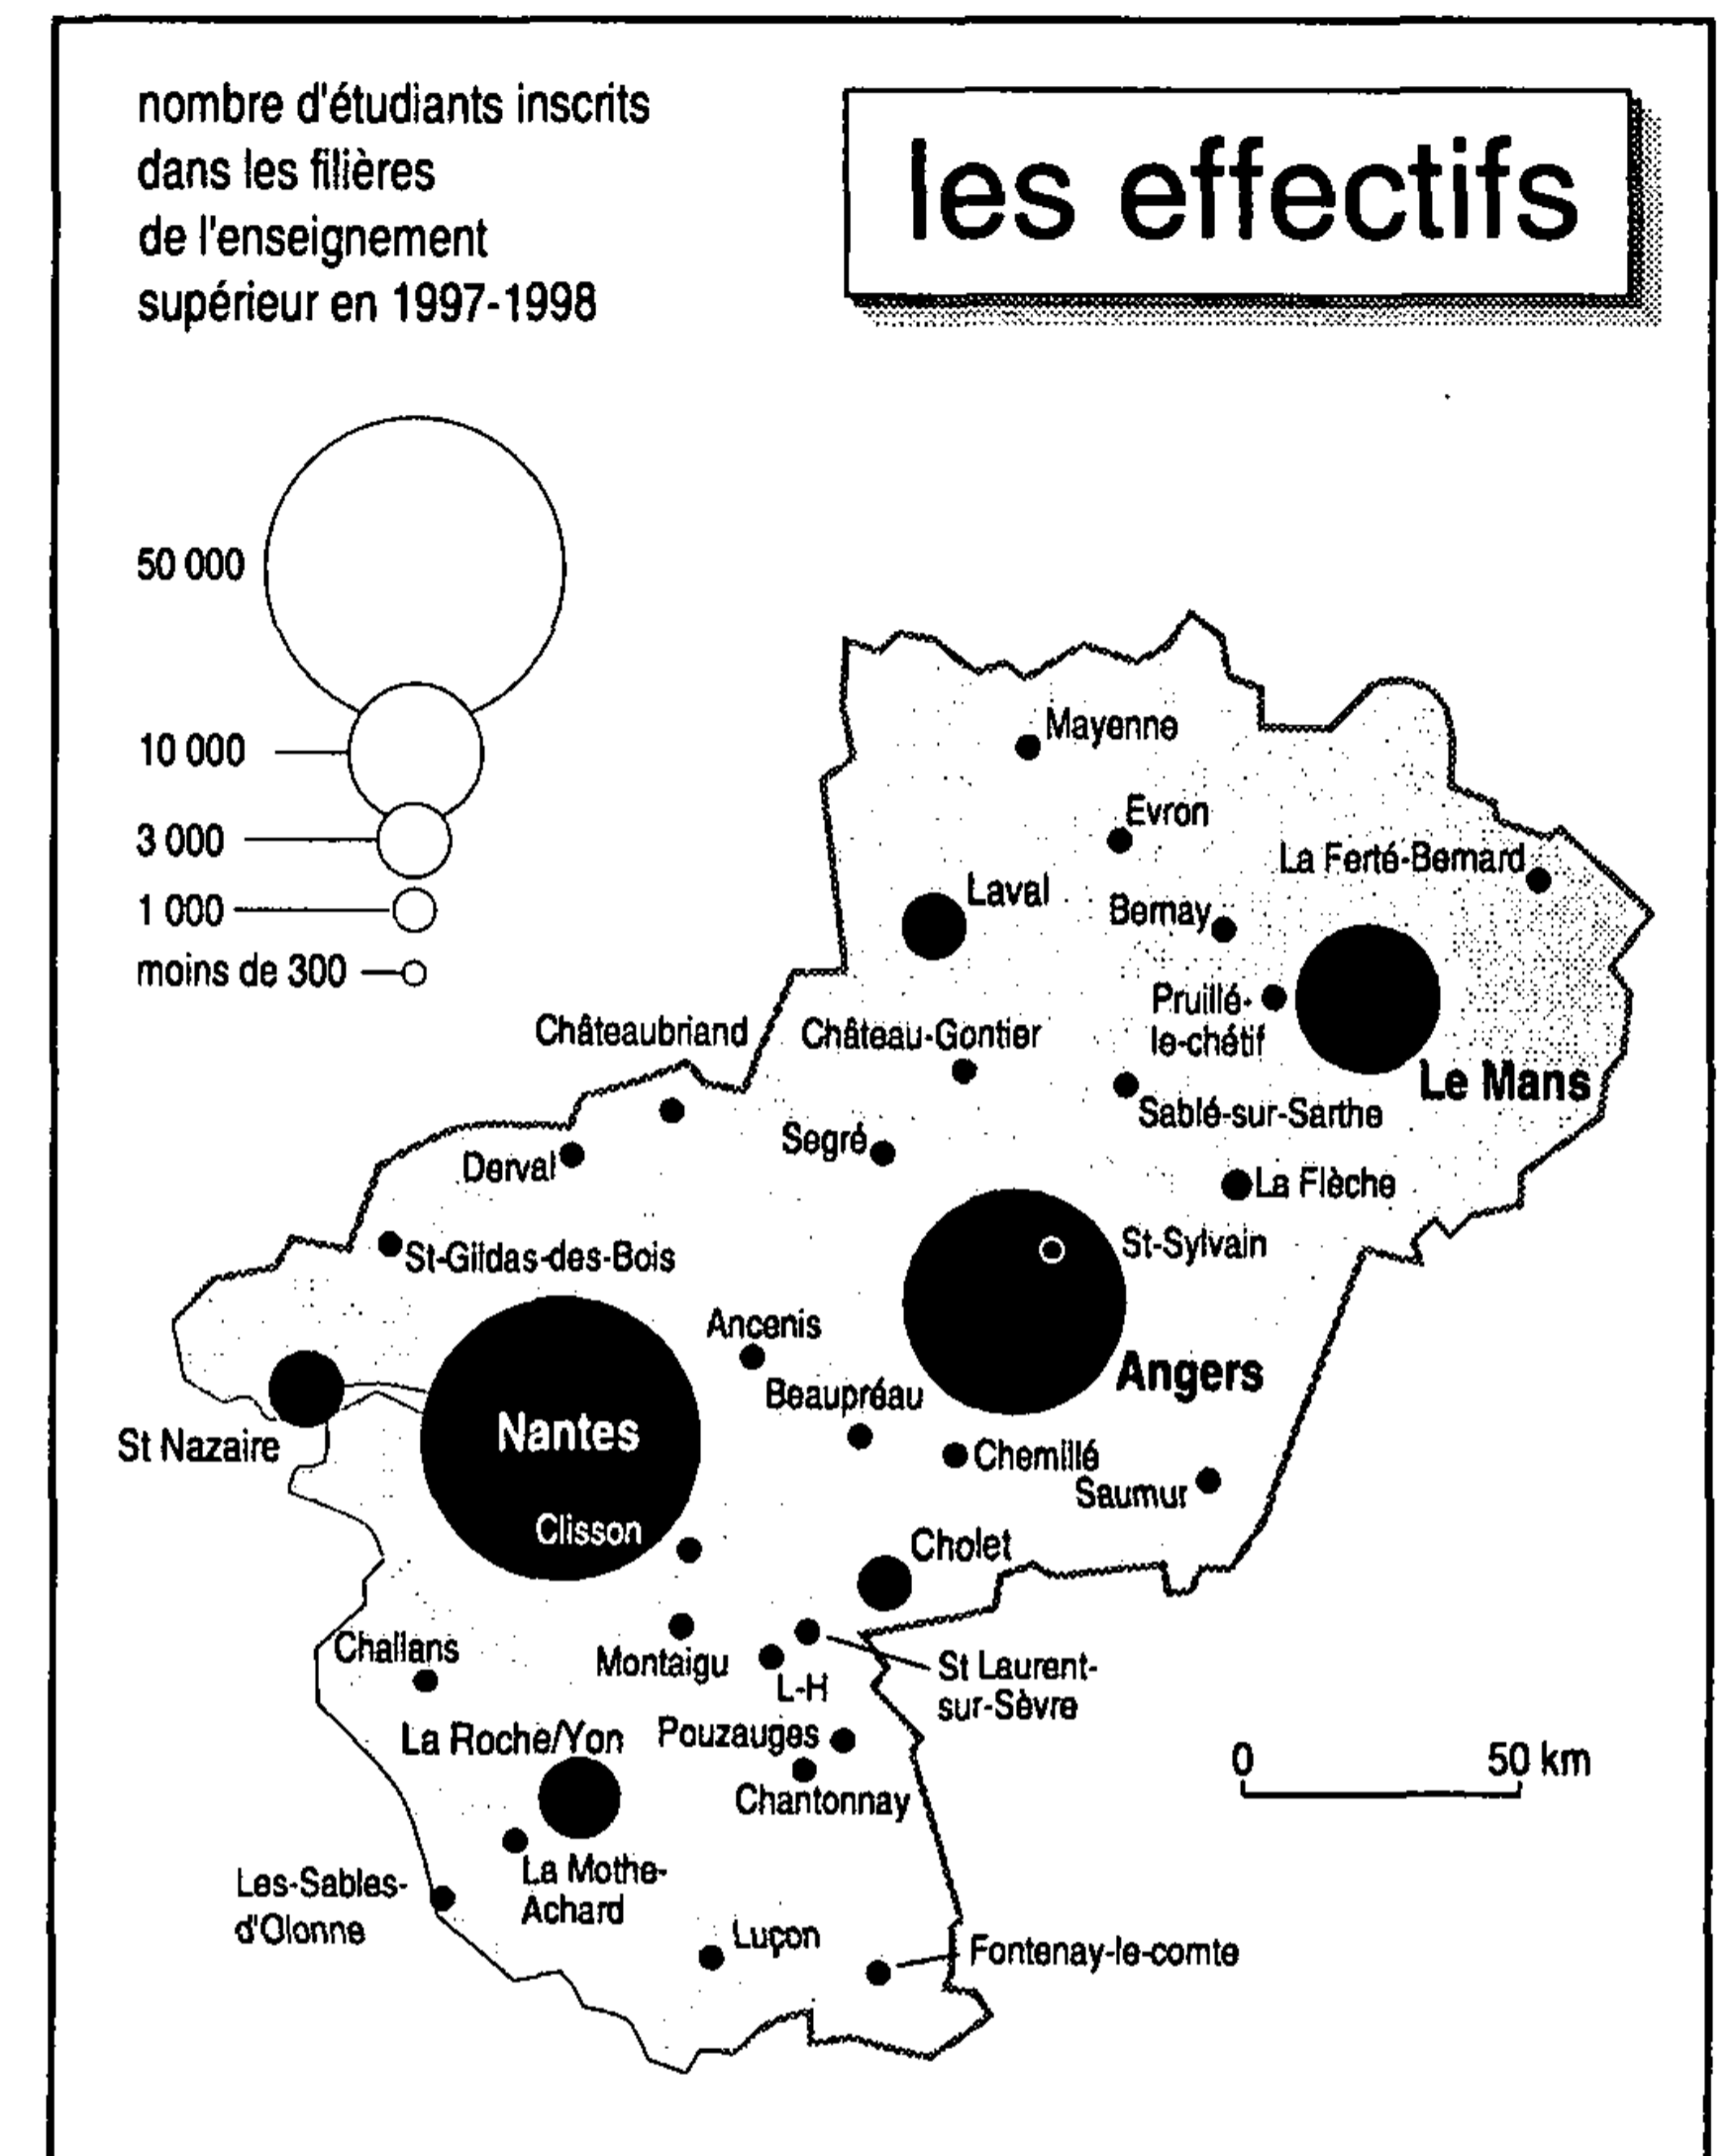 nombre d'étudiants inscrits
dans les filières
de l'enseignement
supérieur en 1997-1998
les effectifs
50 000
10 000
3 000
1 000
moins de 300
Mayenne
Evron
La Ferté-Bernard
Laval
Bernay
Pruillé-
le-chétif
Le Mans
Châteaubriand
Château-Gontier
Sablé-sur-Sarthe
Segré
Derval
La Flèche
St-Gildas-des-Bois
St-Sylvain
Ancenis
Angers
Beaupréau
Nantes
St Nazaire
Chemillé
Saumur
Clisson
Cholet
Challans
Montaigu
L-H
St Laurent-
sur-Sèvre
La Roche/Yon
Pouzauges
Chantonnay
0 50 km
La Mothe-
Achard
Les-Sables-
d'Olonne
Luçon
Fontenay-le-comte